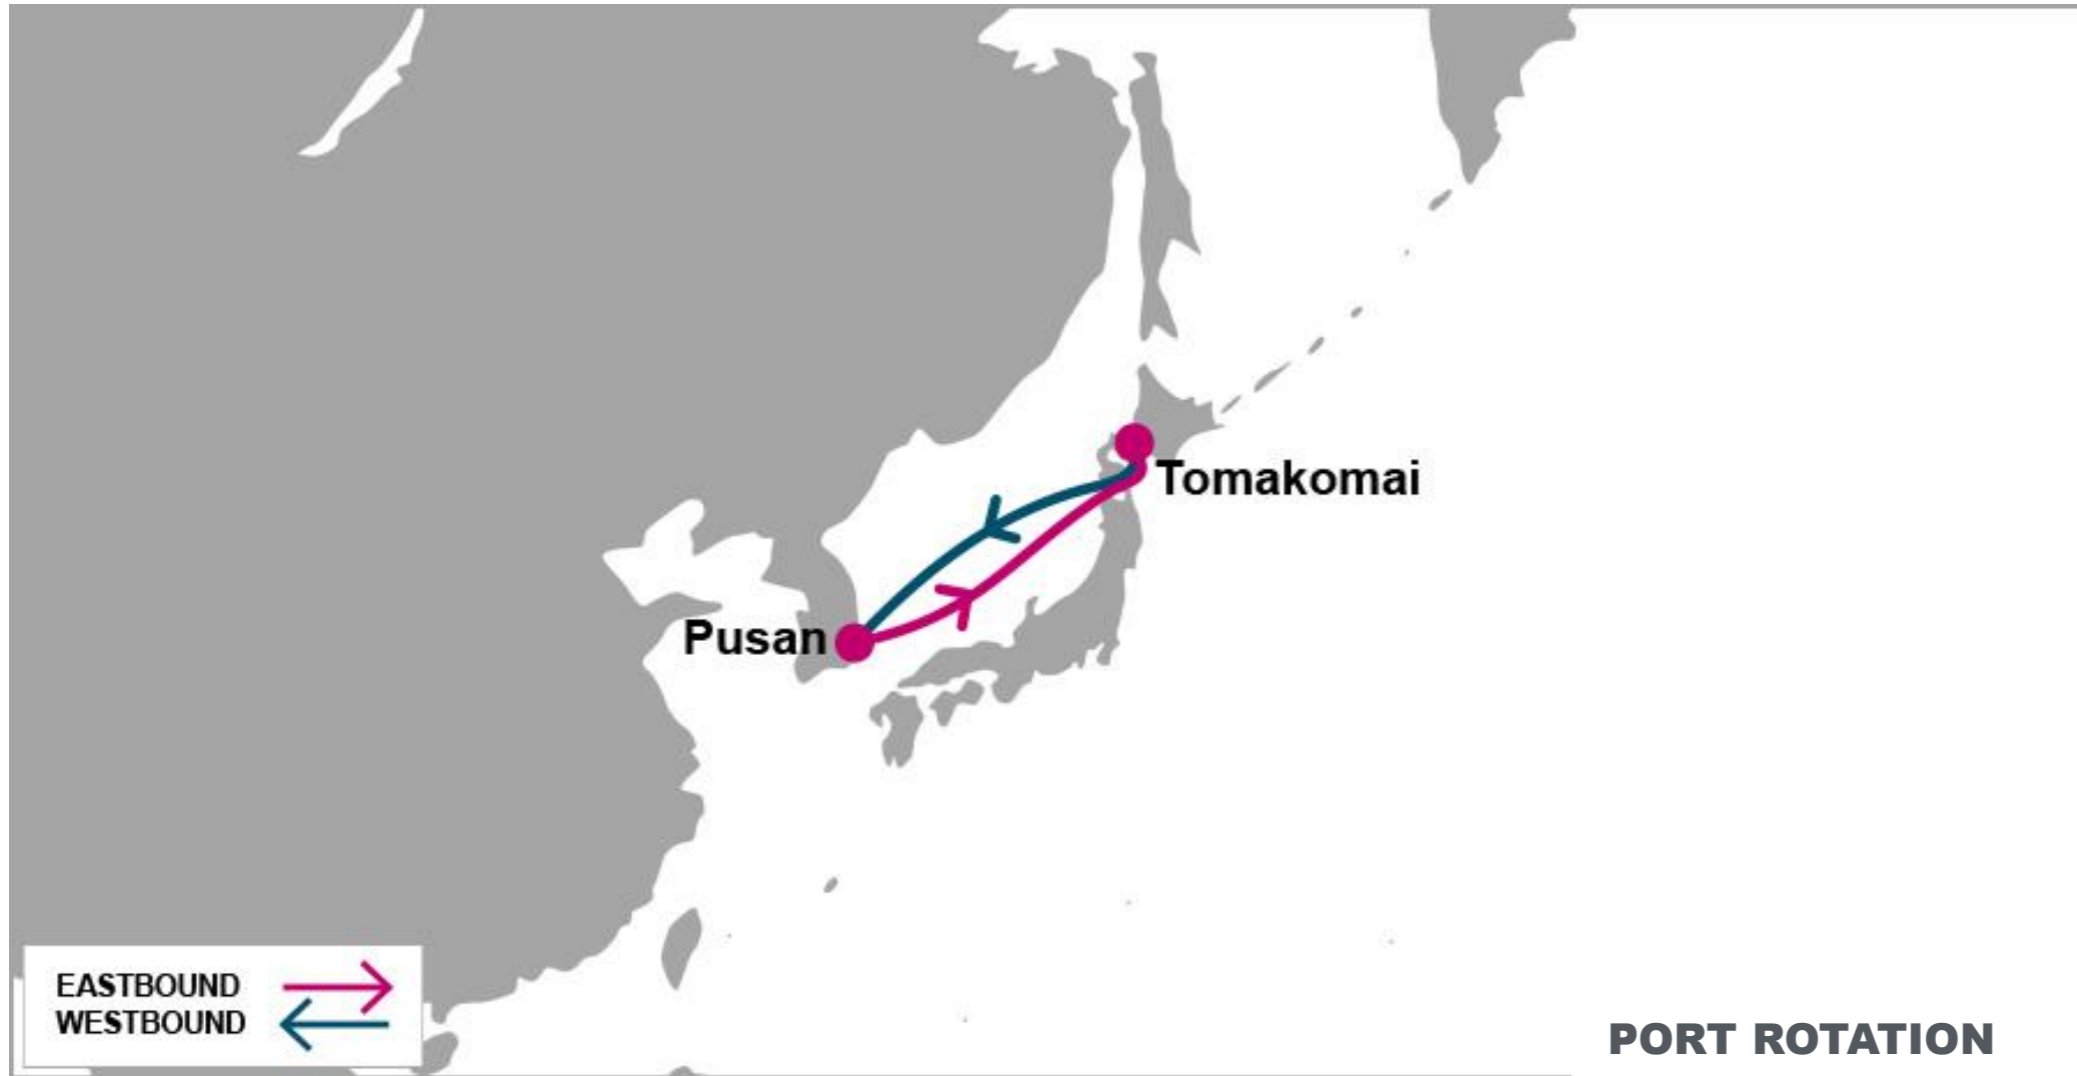 Tomakomai
Pusan
EASTBOUND
WESTBOUND
PORT ROTATION